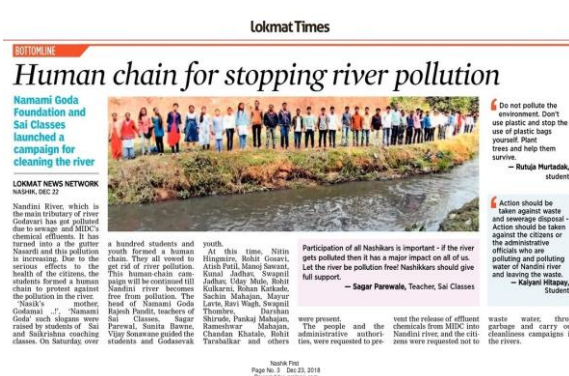 Lokmat Times
BOTTOMLINE
Human chain for stopping river pollution
Namami Goda
Foundation and
Sai Classes
launched a
campaign for
cleaning the river
LOKMAT NEWS NETWORK
NASHIK, DEC 22
Nandini River, which is
the main tributary of river
Godavari has got polluted
due to sewage and MIDC's
chemical effluents. It has
turned into a the gutter
Nasardi and this pollution
is increasing. Due to the
serious effects to the
health of the citizens, the
students formed a human
chain to protest against
the pollution in the river.
'Nasik's mother,
Godamai ..!', 'Namami
Goda' such slogans were
raised by students of Sai
and Saikrishna coaching
classes. On Saturday, over
a hundred students and
youth formed a human
chain. They all vowed to
get rid of river pollution.
This human-chain cam-
paign will be continued till
Nandini river becomes
free from pollution. The
head of Namami Goda
Rajesh Pandit, teachers of
Sai Classes, Sagar
Parewal, Sunita Bawne,
Vijay Sonawane guided the
students and Godasevak
youth.
At this time, Nitin
Hingmire, Rohit Gosavi,
Atish Patil, Manoj Sawant,
Kunal Jadhav, Swapnil
Jadhav, Uday Mule, Rohit
Kulkarni, Rohan Katkade,
Sachin Mahajan, Mayur
Lavte, Ravi Wagh, Swapnil
Thombre, Darshan
Shirude, Pankaj Mahajan,
Rameshwar Mahajan,
Chandan Khatale, Rohit
Tarabalkar and others
were present.
The people and the
administrative authori-
ties, were requested to pre-
vent the release of effluent
chemicals from MIDC into
Nandini river, and the citi-
zens were requested not to
waste water, thro
garbage and carry o
cleanliness campaigns i
the rivers.
Participation of all Nashikars is important - if the river
gets polluted then it has a major impact on all of us.
Let the river be pollution free! Nashikkars should give
full support.
— Sagar Parewale, Teacher, Sai Classes
Do not pollute the
environment. Don't
use plastic and stop the
use of plastic bags
yourself. Plant
trees and help them
survive.
— Rutuja Murtadak,
student
Action should be
taken against waste
and sewerage disposal -
Action should be taken
against the citizens or
the administrative
officials who are
polluting and polluting
water of Nandini river
and leaving the waste.
— Kalyani Hitapay,
Student
Nashik First
Page No. 3 Dec 23, 2018